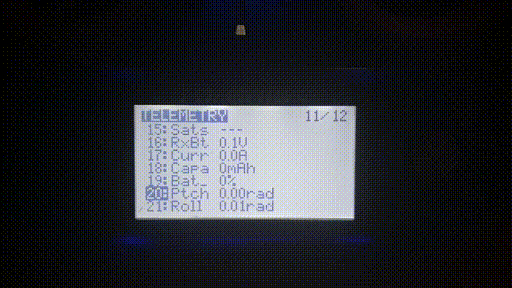 TELEMETRY 11/12
15:Sats ---
16:RxBt 0.1V
17:Curr 0.0A
18:Capa 0mAh
19:Bat_ 0%
20:Ptch 0.00rad
21:Roll 0.01rad